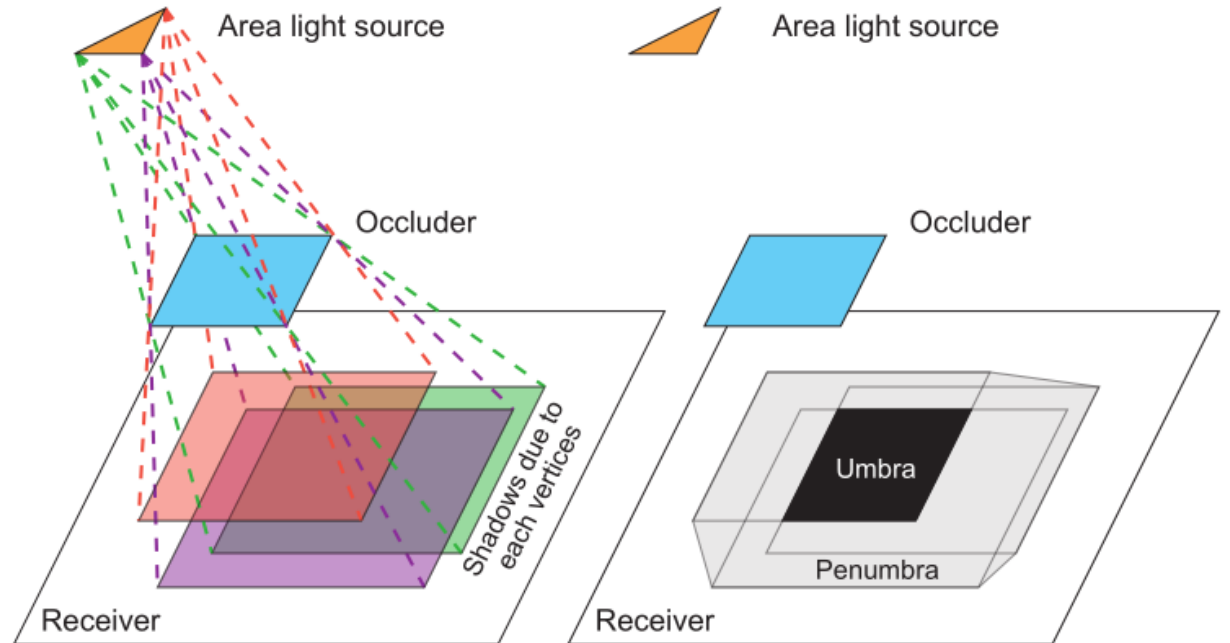 Area light source
Occluder
Shadows due to
each vertices
Receiver
Area light source
Occluder
Umbra
Penumbra
Receiver